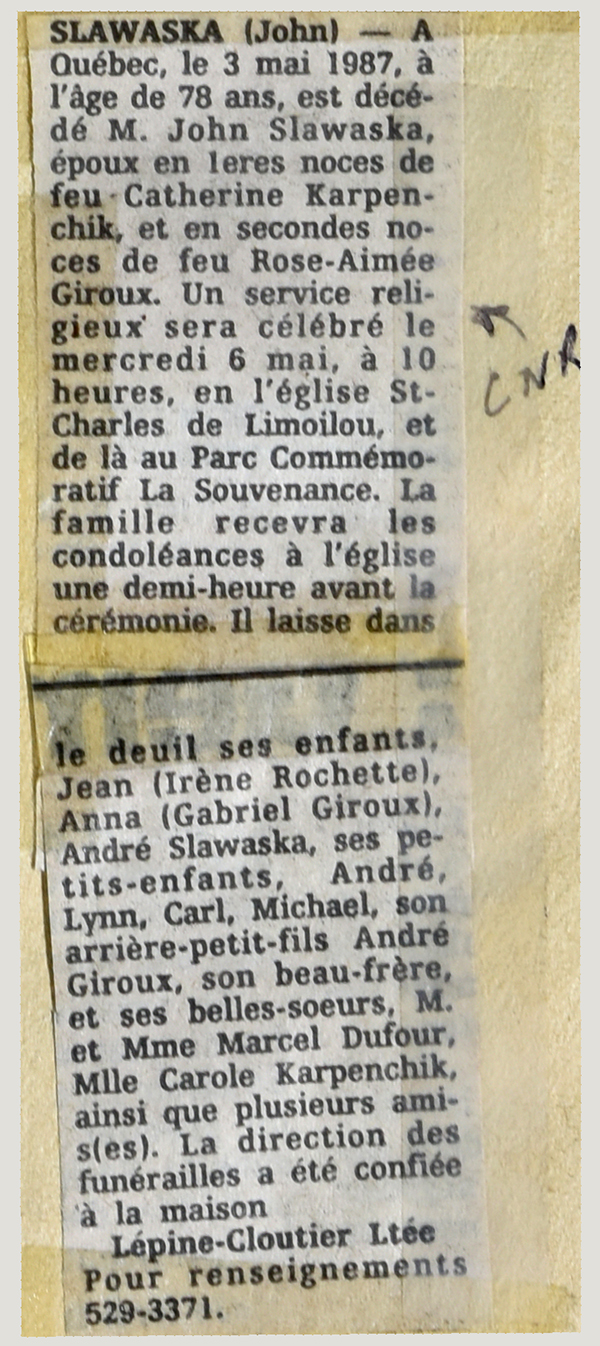 SLAWASKA (John) — A
Québec, le 3 mai 1987, à
l'âge de 78 ans, est décé-
dé M. John Slawaska,
époux en 1eres noces de
feu Catherine Karpen-
chik, et en secondes no-
ces de feu Rose-Aimée
Giroux. Un service reli-
gieux sera célébré le
mercredi 6 mai, à 10
heures, en l'église St-
Charles de Limoilou, et
de là au Parc Commémo-
ratif La Souvenance. La
famille recevra les
condoléances à l'église
une demi-heure avant la
cérémonie. Il laisse dans
le deuil ses enfants,
Jean (Irène Rochette),
Anna (Gabriel Giroux),
André Slawaska, ses pe-
tits-enfants, André,
Lynn, Carl, Michael, son
arrière-petit-fils André
Giroux, son beau-frère,
et ses belles-soeurs, M.
et Mme Marcel Dufour,
Mlle Carole Karpenchik,
ainsi que plusieurs ami-
s(es). La direction des
funérailles a été confiée
à la maison
Lépine-Cloutier Ltée
Pour renseignements
529-3371.
CNR